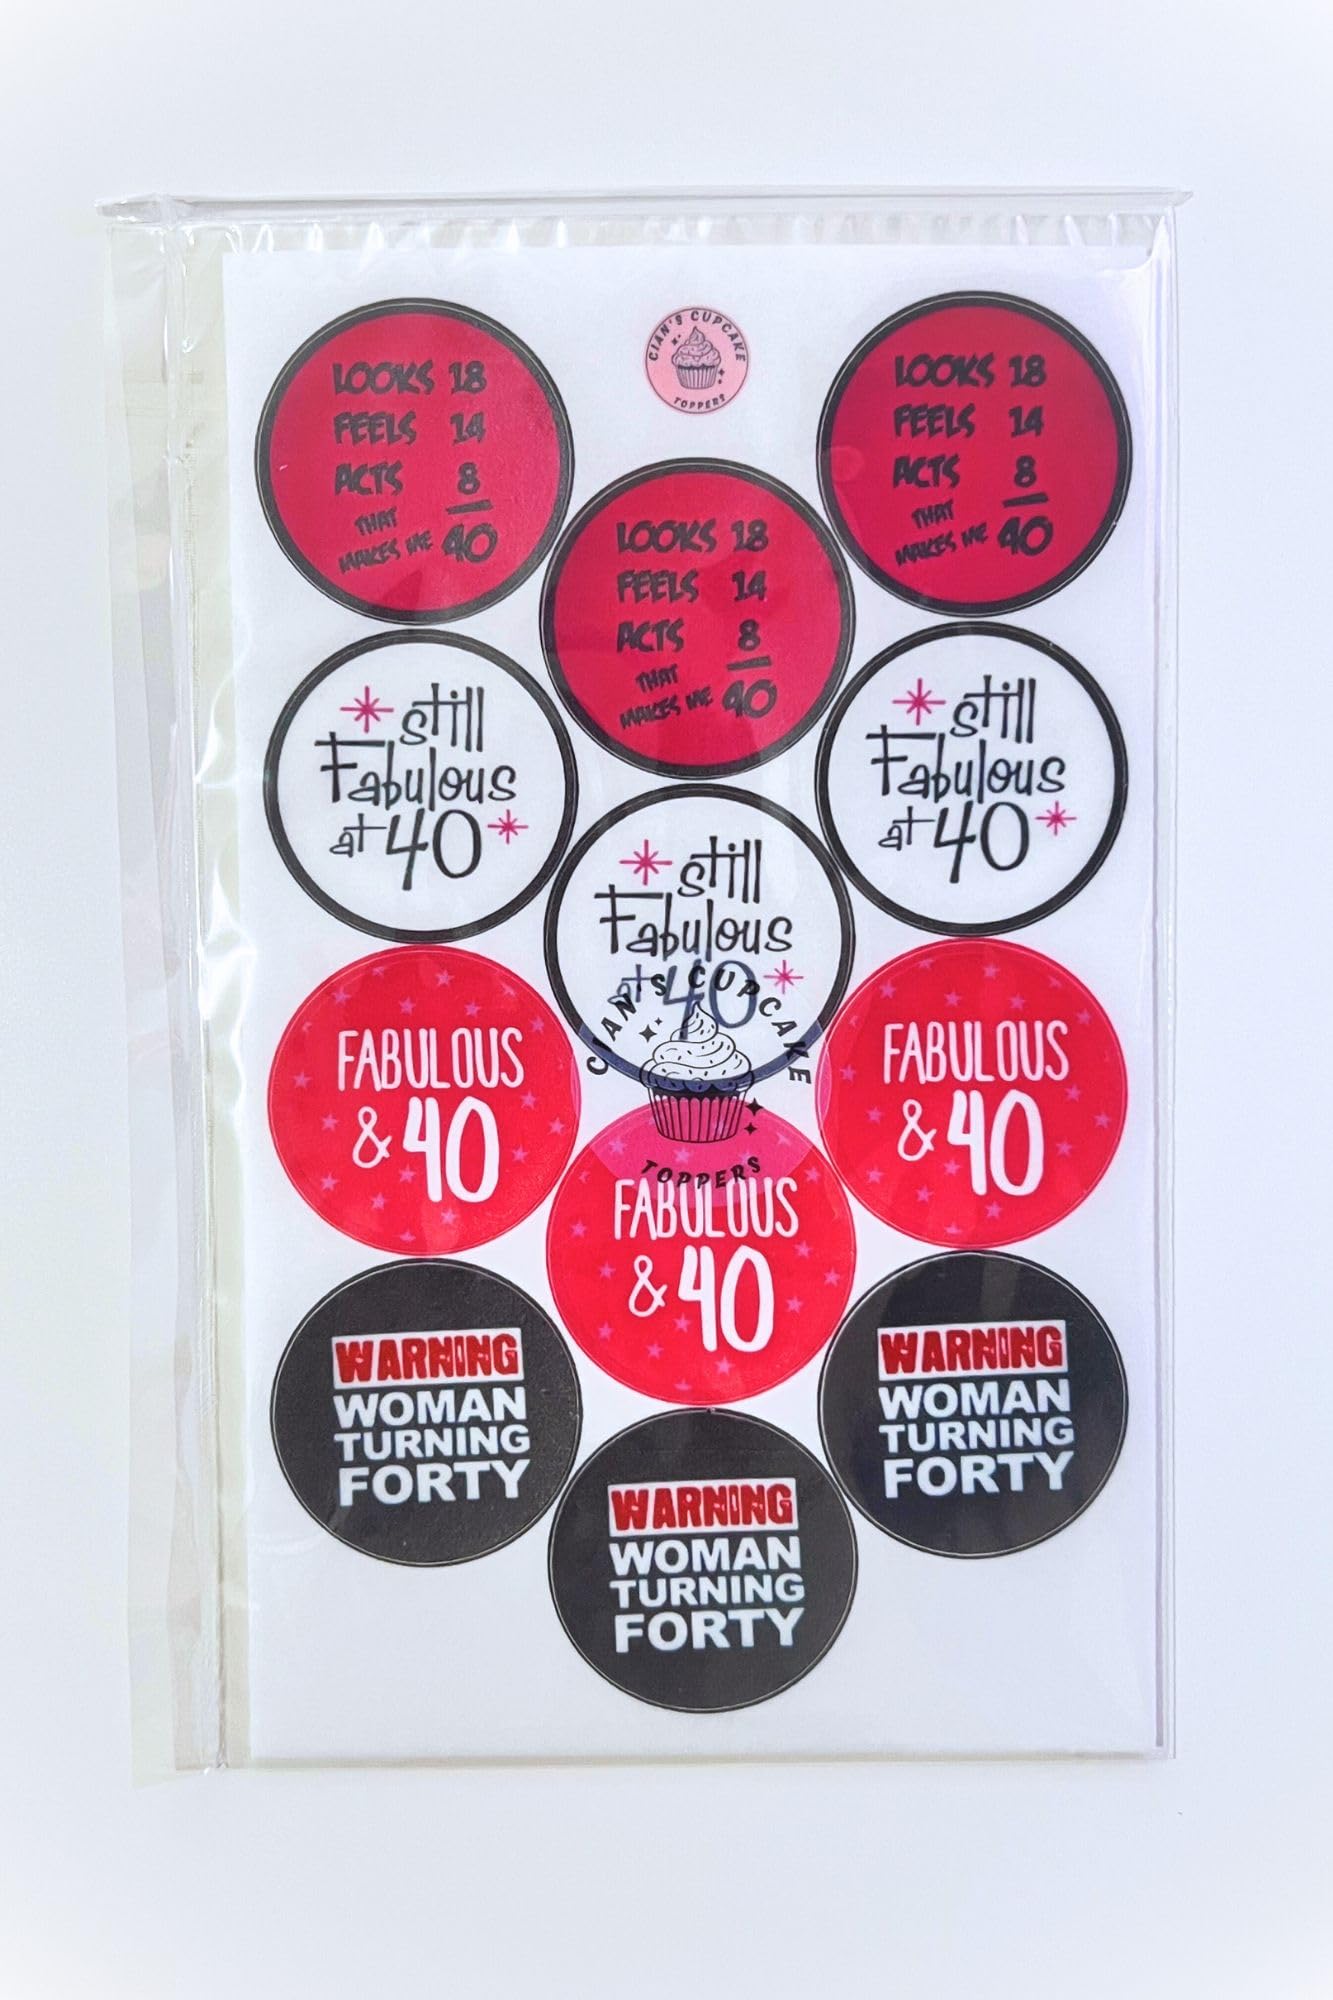 CIAN'S CUPCAKE
TOPPERS
LOOKS 18
FEELS 14
ACTS 8
THAT
MAKES ME 40
LOOKS 18
FEELS 14
ACTS 8
THAT
MAKES ME 40
LOOKS 18
FEELS 14
ACTS 8
THAT
MAKES ME 40
still
Fabulous
at 40
still
Fabulous
at 40
still
Fabulous
at 40
CIAN'S CUPCAKE
TOPPERS
FABULOUS
& 40
FABULOUS
& 40
FABULOUS
& 40
WARNING
WOMAN
TURNING
FORTY
WARNING
WOMAN
TURNING
FORTY
WARNING
WOMAN
TURNING
FORTY